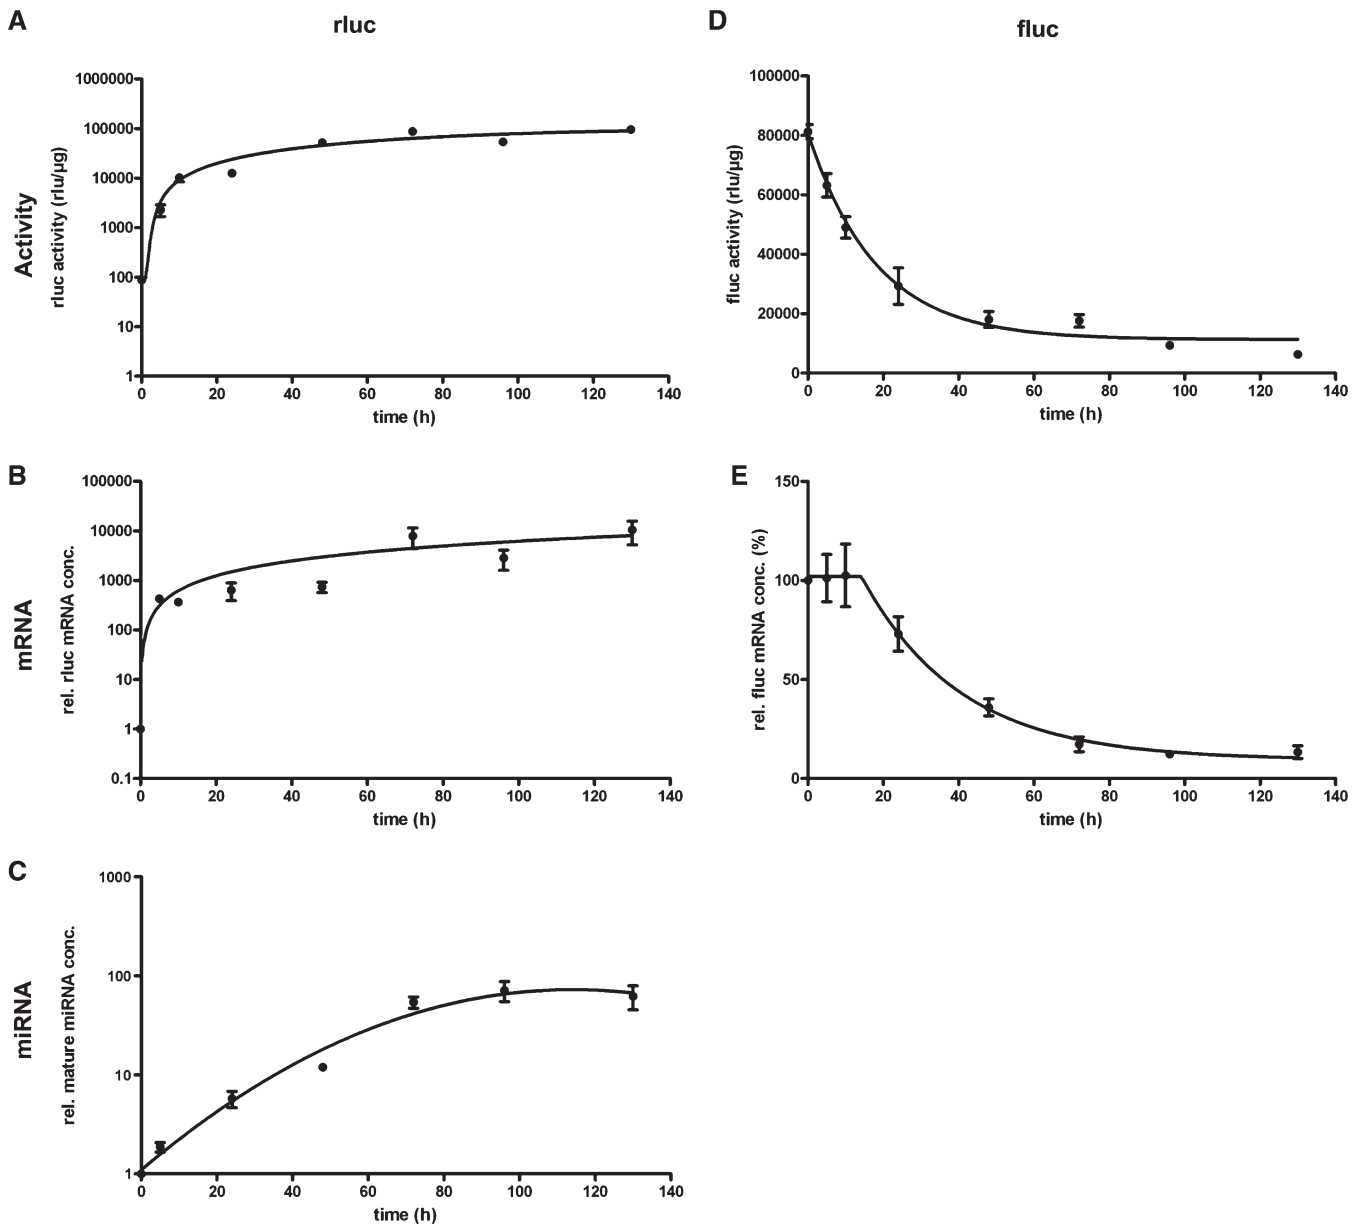 A
rluc
Activity
rluc activity (rlu/µg)
1000000
100000
10000
1000
100
10
1
0 20 40 60 80 100 120 140
time (h)
D
fluc
fluc activity (rlu/µg)
100000
80000
60000
40000
20000
0
0 20 40 60 80 100 120 140
time (h)
B
mRNA
rel. rluc mRNA conc.
100000
10000
1000
100
10
1
0.1
0 20 40 60 80 100 120 140
time (h)
E
rel. fluc mRNA conc. (%)
150
100
50
0
0 20 40 60 80 100 120 140
time (h)
C
miRNA
rel. mature miRNA conc.
1000
100
10
1
0 20 40 60 80 100 120 140
time (h)